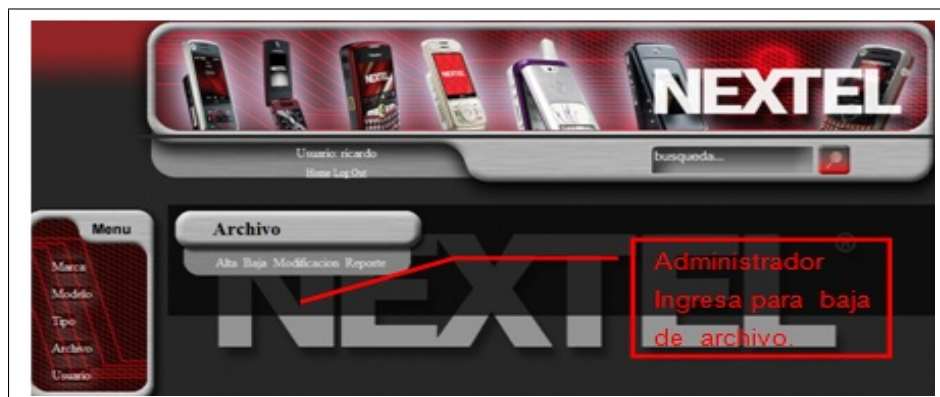 NEXTEL
Usuario: ricardo
Home Log Out
busqueda...
Menu
Marca
Modelo
Tipo
Archivo
Usuario
Archivo
Alta Baja Modificacion Reporte
NEXTEL ®
Administrador
Ingresa para baja
de archivo.